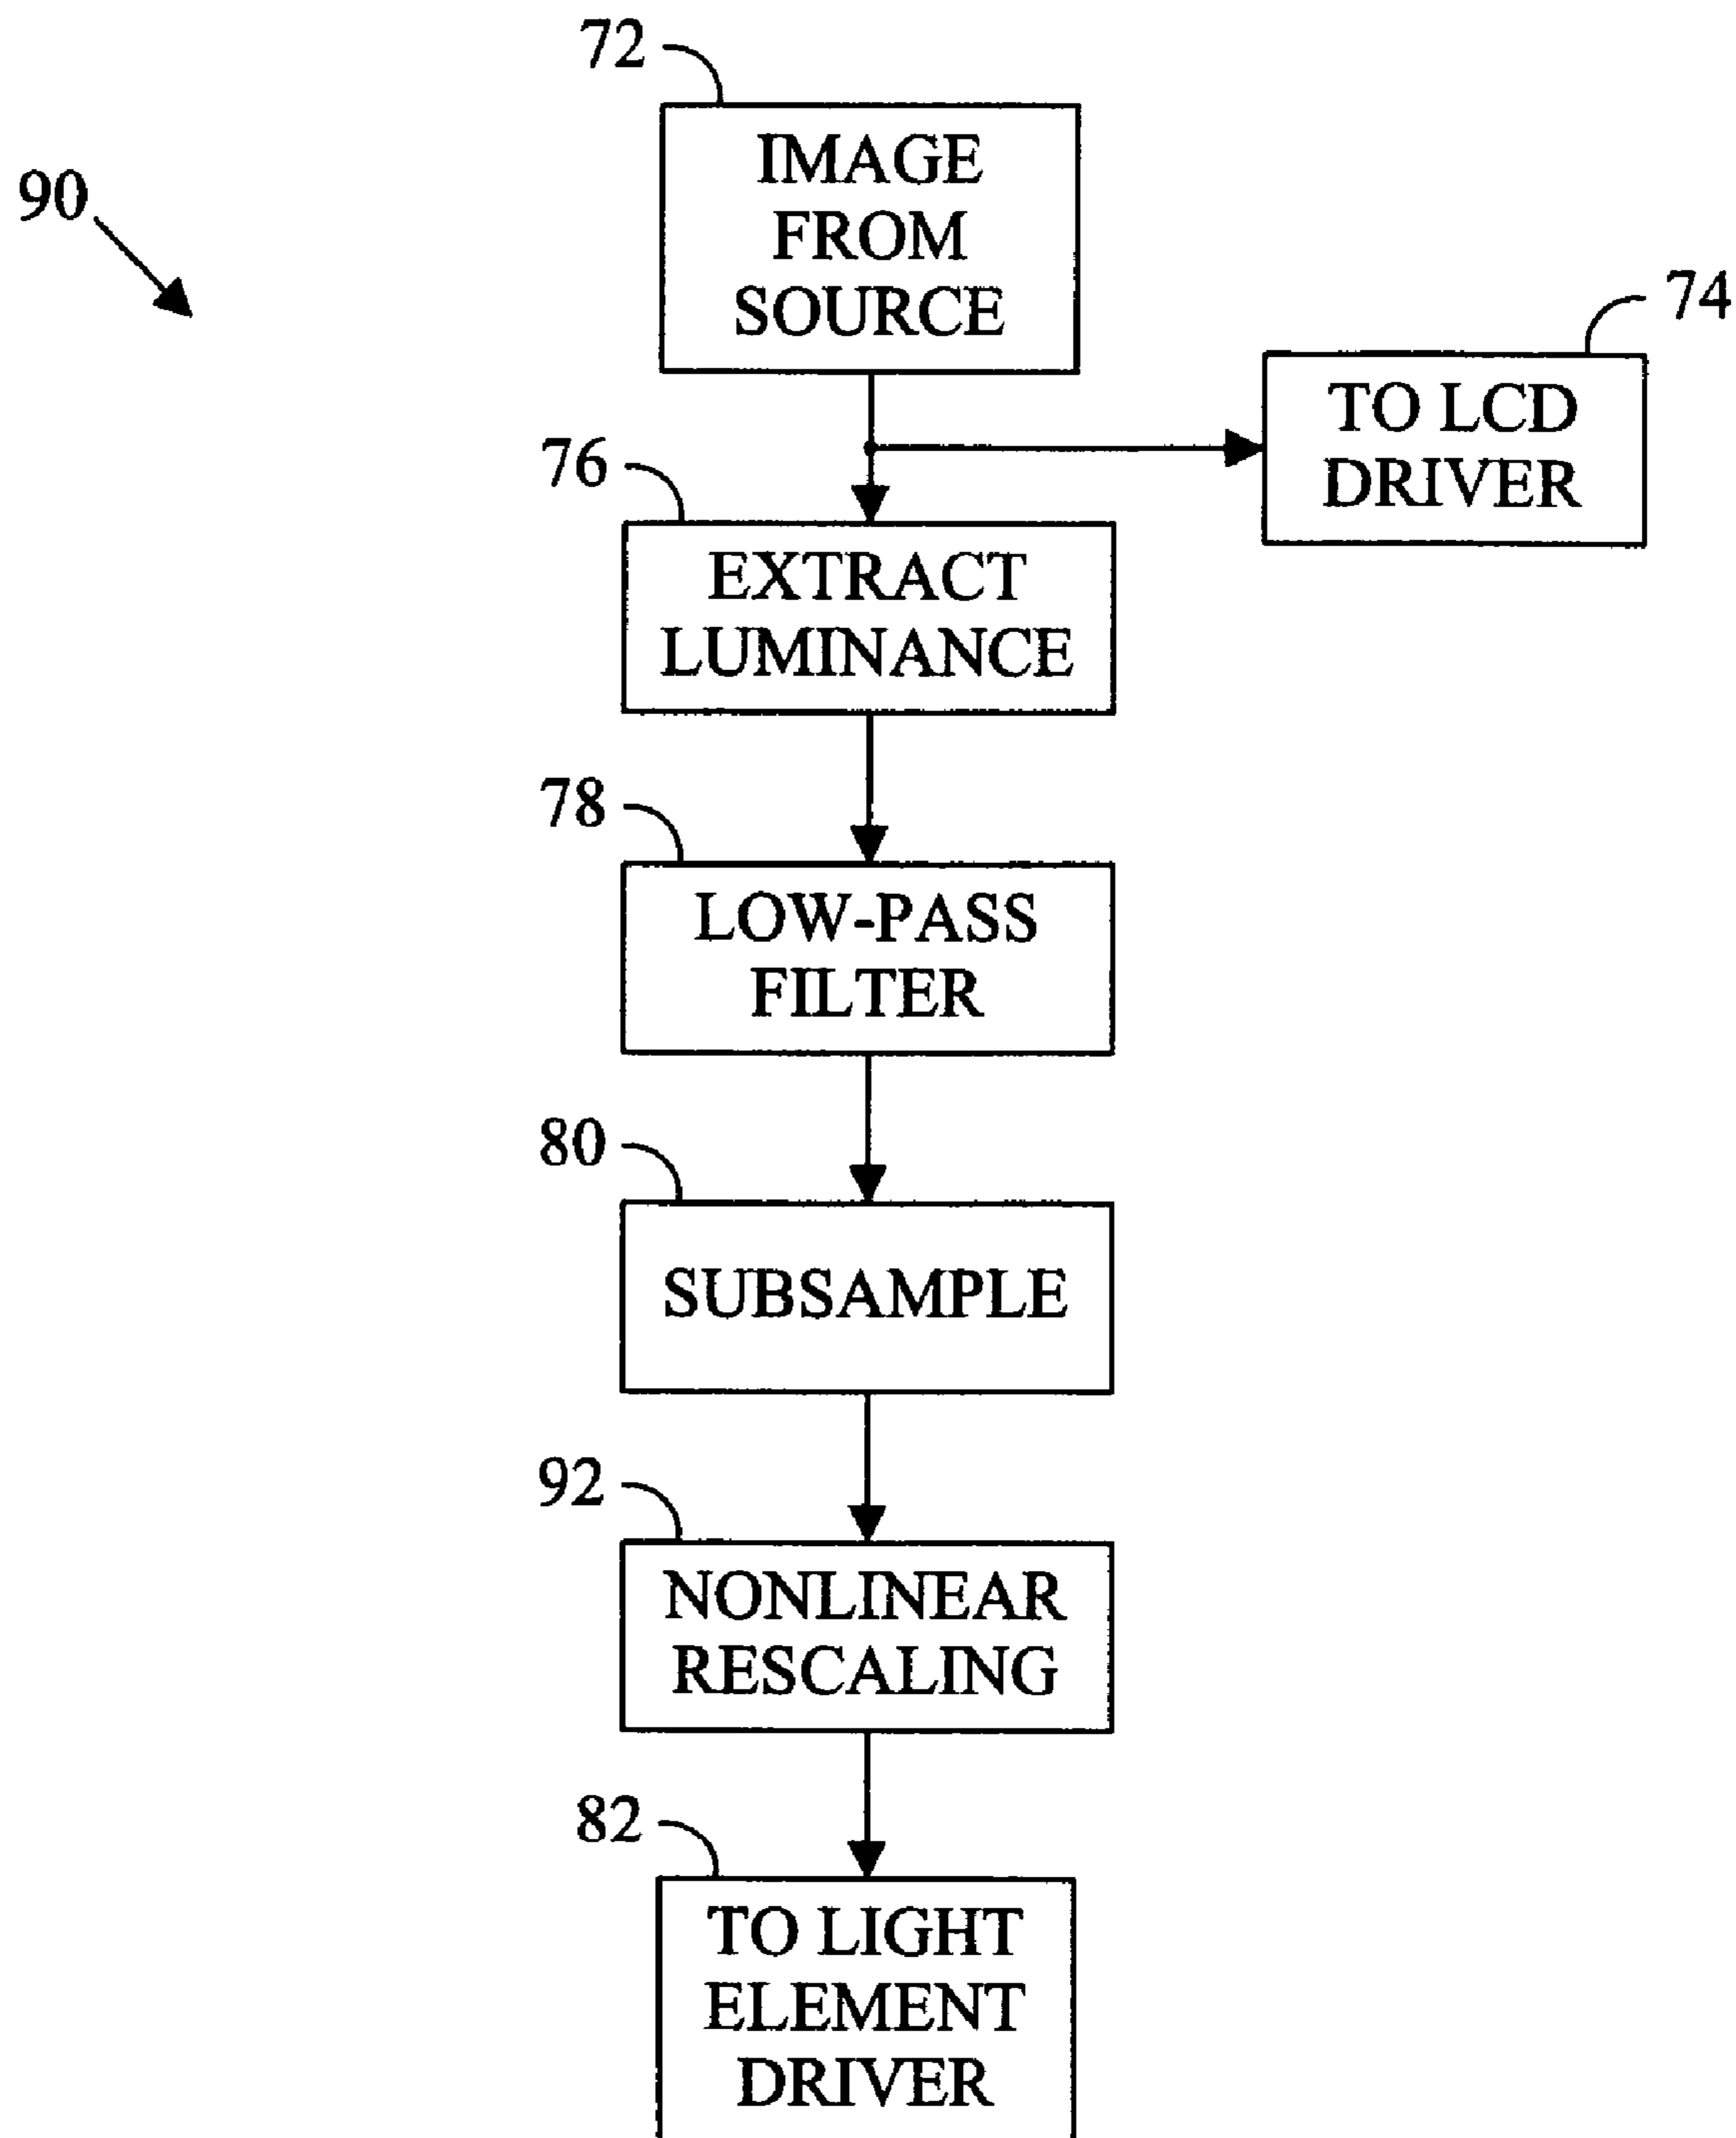 72
IMAGE
FROM
SOURCE
90
74
TO LCD
DRIVER
76
EXTRACT
LUMINANCE
78
LOW-PASS
FILTER
80
SUBSAMPLE
92
NONLINEAR
RESCALING
82
TO LIGHT
ELEMENT
DRIVER